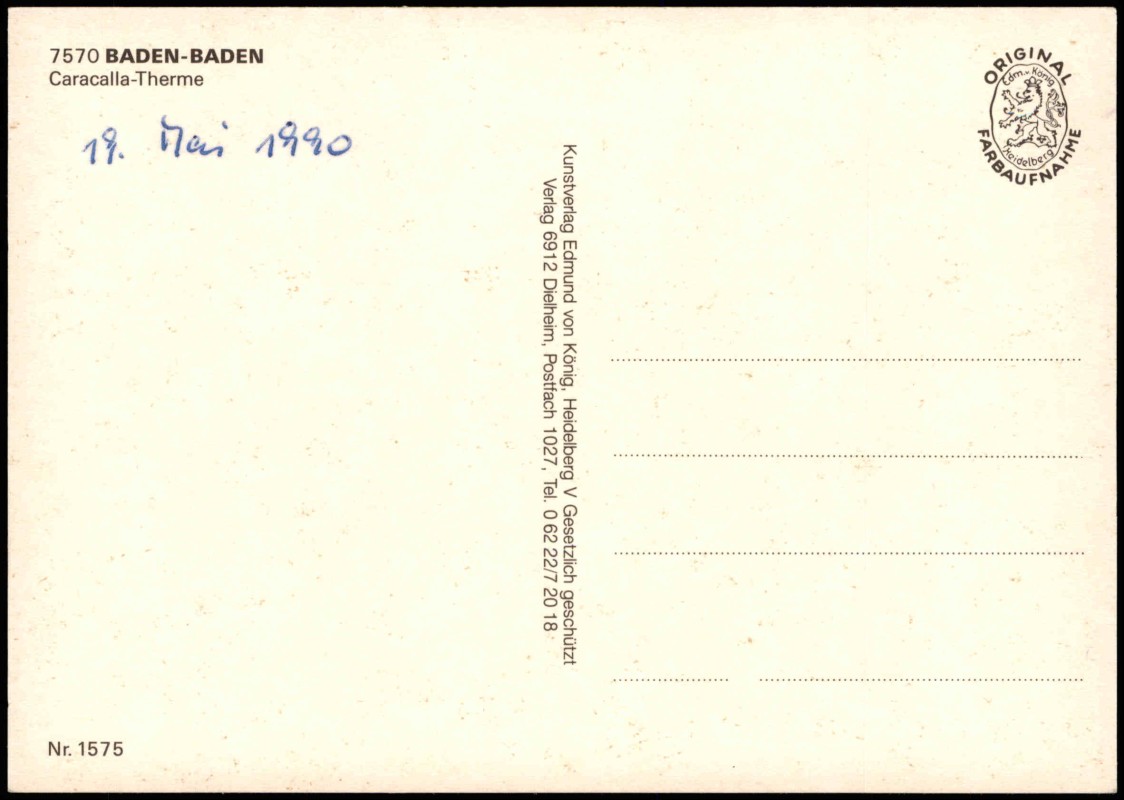 7570 BADEN-BADEN
Caracalla-Therme
19. Mai 1990
ORIGINAL
Edm. v. König
Heidelberg
FARBAUFNAHME
Kunstverlag Edmund von König, Heidelberg V Gesetzlich geschützt
Verlag 6912 Dielheim, Postfach 1027, Tel. 0 62 22/7 20 18
Nr. 1575